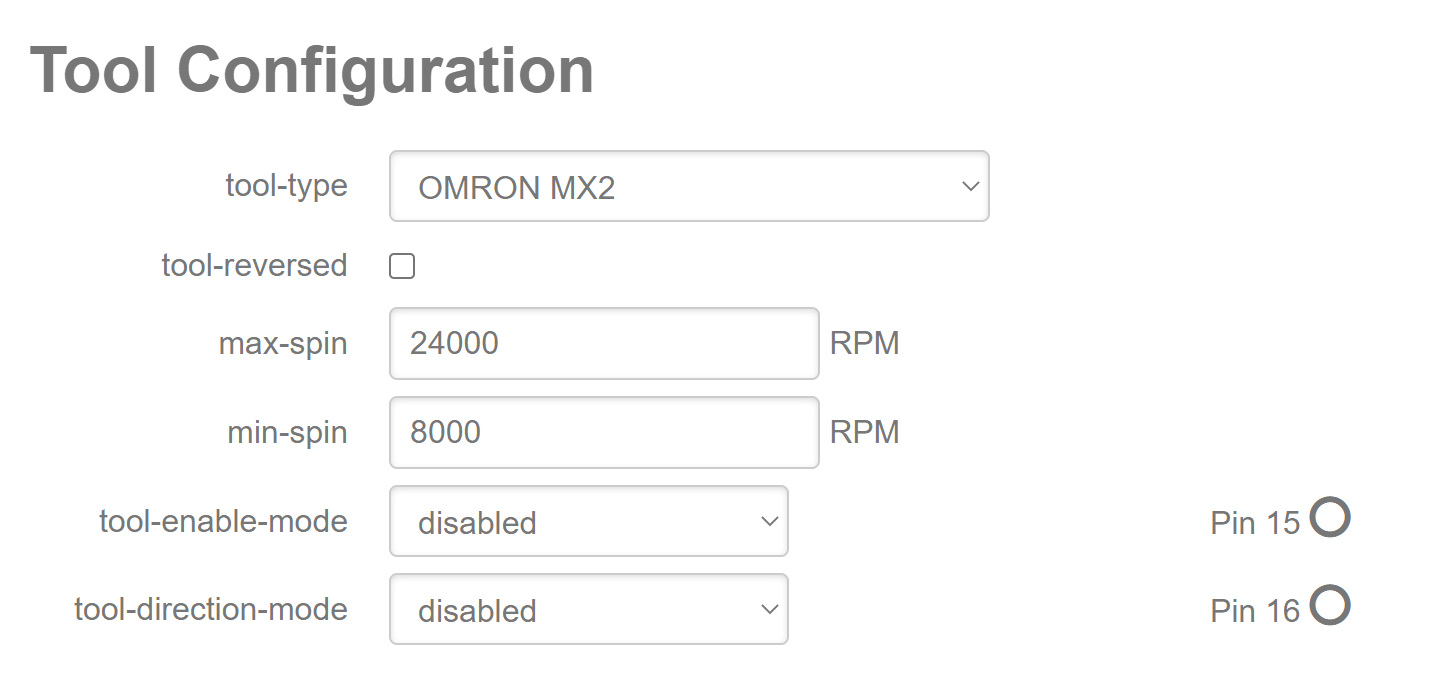 Tool Configuration
tool-type OMRON MX2
tool-reversed
max-spin 24000 RPM
min-spin 8000 RPM
tool-enable-mode disabled Pin 15
tool-direction-mode disabled Pin 16